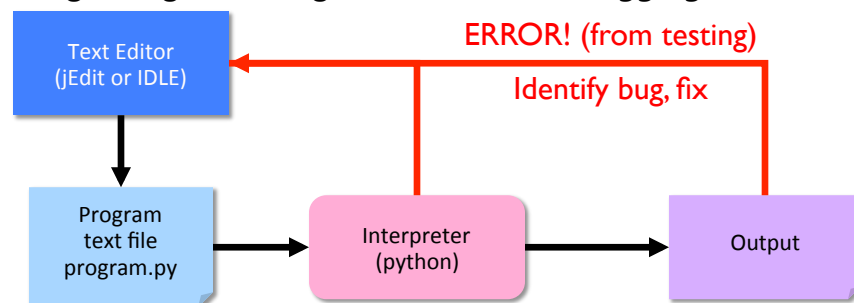 ERROR! (from testing)
Text Editor
(jEdit or IDLE)
Identify bug, fix
Program
text file
program.py
Interpreter
(python)
Output